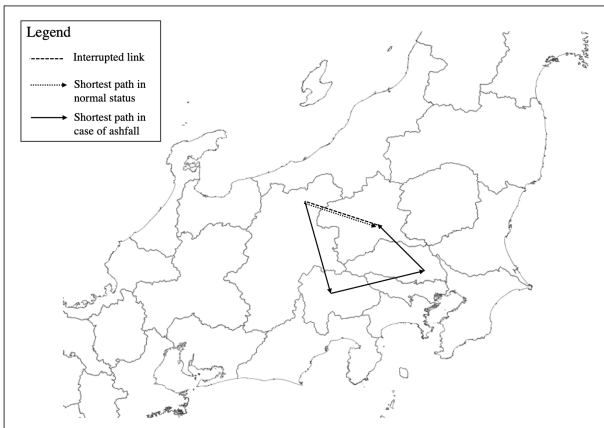 Legend
Interrupted link
Shortest path in
normal status
Shortest path in
case of ashfall